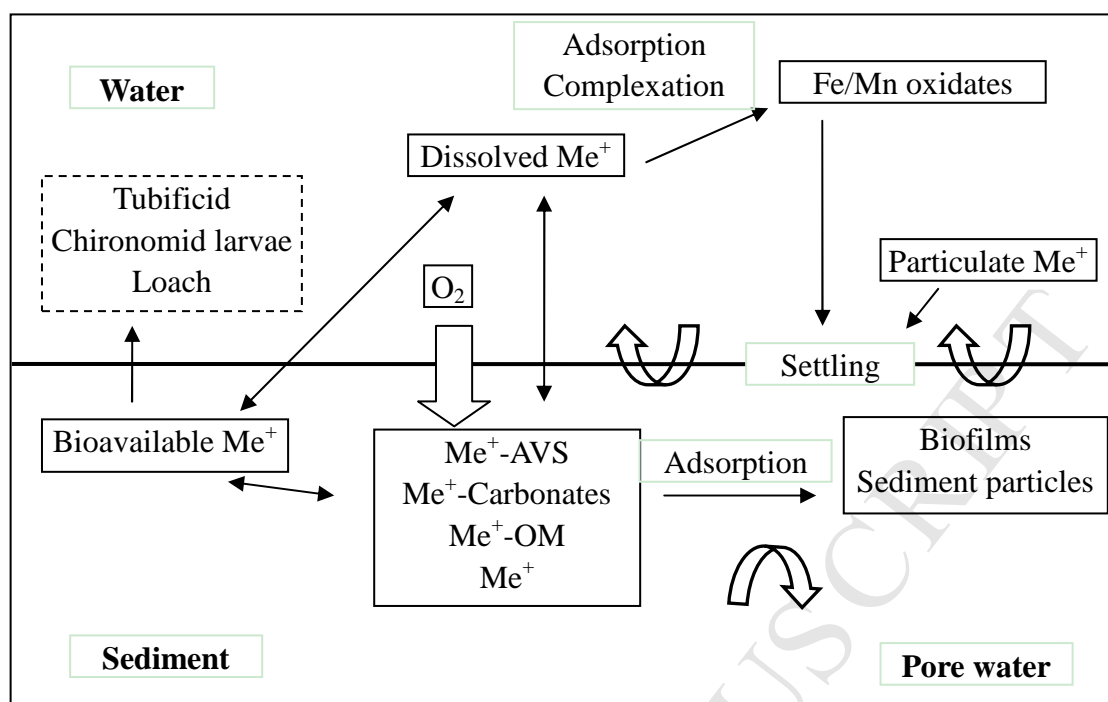 Water
Adsorption
Complexation
Fe/Mn oxidates
Dissolved Me⁺
Tubificid
Chironomid larvae
Loach
O₂
Particulate Me⁺
Settling
Bioavailable Me⁺
Me⁺-AVS
Me⁺-Carbonates
Me⁺-OM
Me⁺
Adsorption
Biofilms
Sediment particles
Sediment
Pore water
USCRIPT